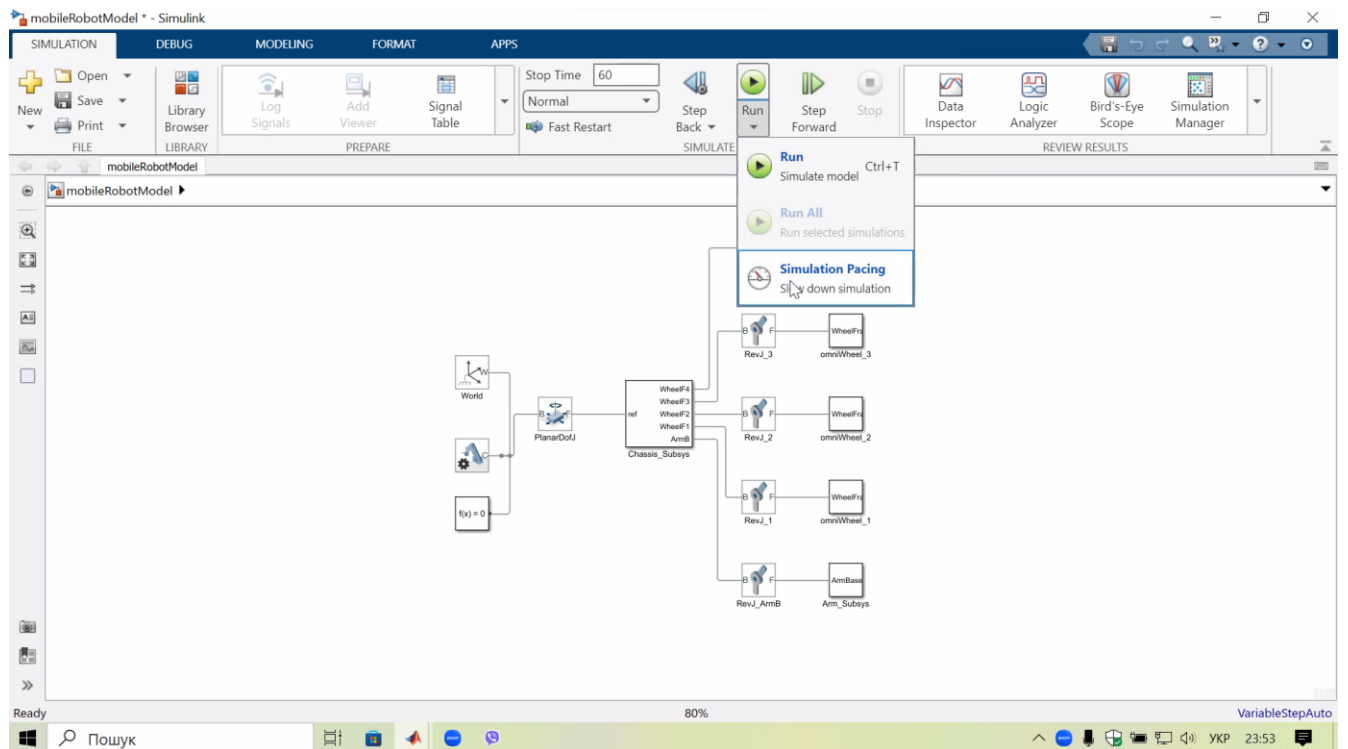 mobileRobotModel * - Simulink
SIMULATION DEBUG MODELING FORMAT APPS
New
Open
Save
Print
FILE
Library Browser
LIBRARY
Log Signals
Add Viewer
Signal Table
PREPARE
Stop Time 60
Normal
Fast Restart
Step Back
Run
Step Forward
Stop
SIMULATE
Data Inspector
Logic Analyzer
Bird's-Eye Scope
Simulation Manager
REVIEW RESULTS
Run
Simulate model Ctrl+T
Run All
Run selected simulations
Simulation Pacing
down simulation
mobileRobotModel
mobileRobotModel
World
f(x) = 0
C
W
B F
PlanarDofJ
ref
WheelF4
WheelF3
WheelF2
WheelF1
ArmB
Chassis_Subsys
B F
WheelFra
RevJ_3 omniWheel_3
B F
WheelFra
RevJ_2 omniWheel_2
B F
WheelFra
RevJ_1 omniWheel_1
B F
ArmBase
RevJ_ArmB Arm_Subsys
Ready 80% VariableStepAuto
Пошук
УКР 23:53